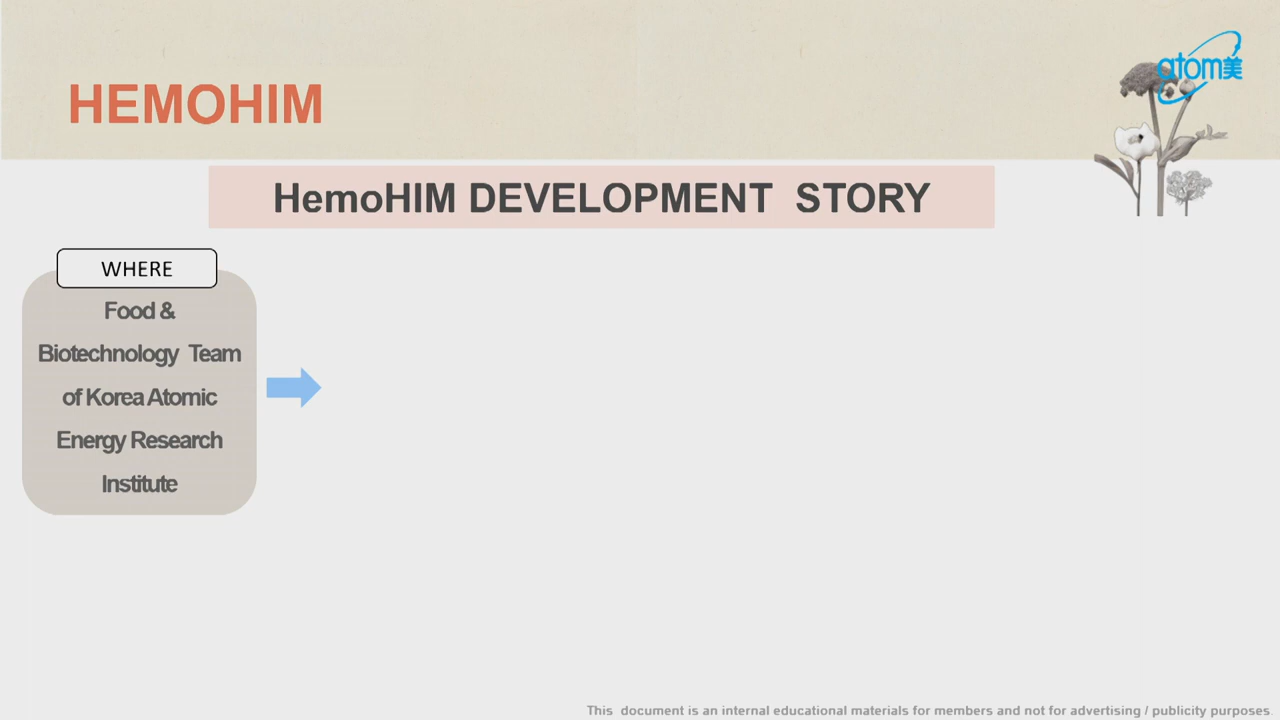 atom美
HEMOHIM
HemoHIM DEVELOPMENT STORY
WHERE
Food &
Biotechnology Team
of Korea Atomic
Energy Research
Institute
This document is an internal educational materials for members and not for advertising / publicity purposes.